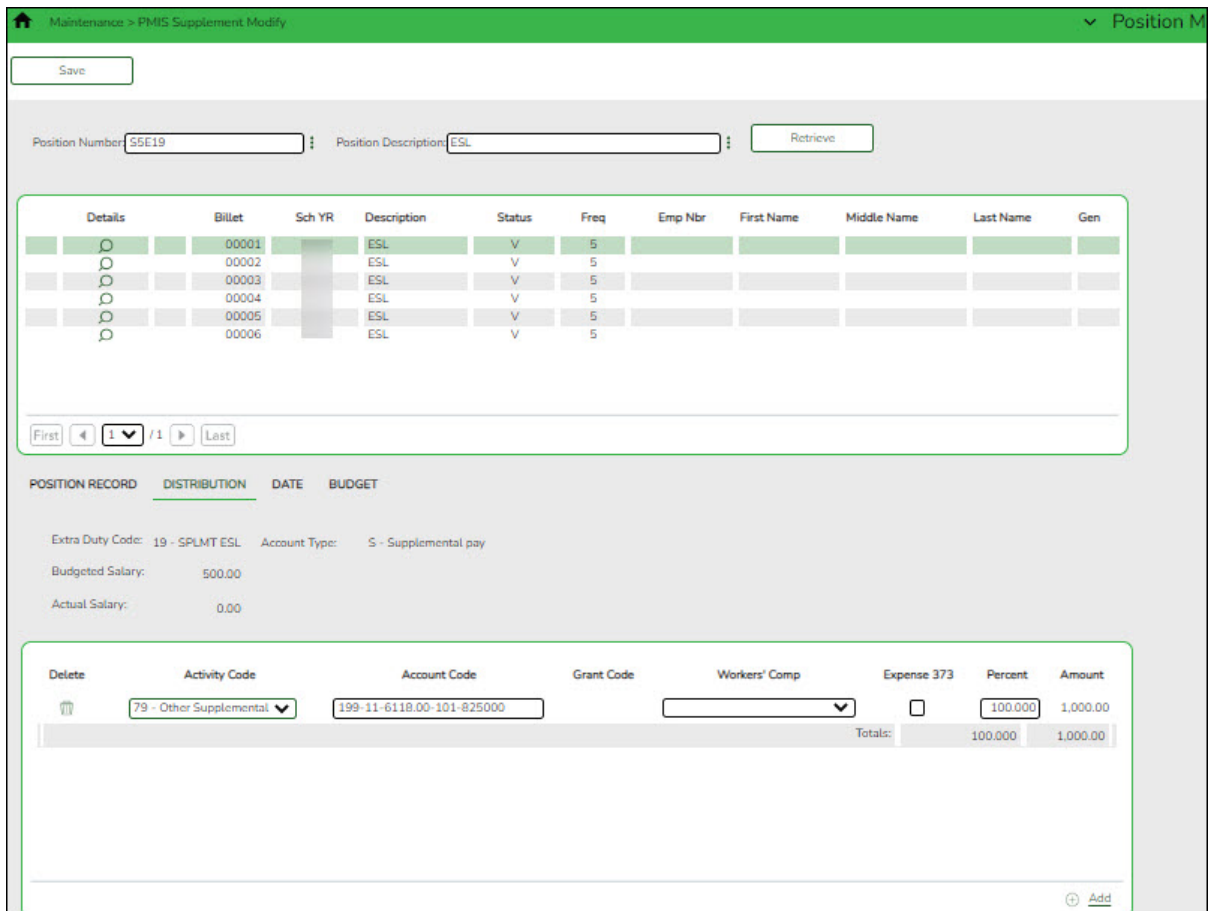 Maintenance > PMIS Supplement Modify Position M
Save
Position Number: S5E19 Position Description: ESL Retrieve
Details Billet Sch YR Description Status Freq Emp Nbr First Name Middle Name Last Name Gen
00001 ESL V 5
00002 ESL V 5
00003 ESL V 5
00004 ESL V 5
00005 ESL V 5
00006 ESL V 5
First 1 / 1 Last
POSITION RECORD DISTRIBUTION DATE BUDGET
Extra Duty Code: 19 - SPLMT ESL Account Type: S - Supplemental pay
Budgeted Salary: 500.00
Actual Salary: 0.00
Delete Activity Code Account Code Grant Code Workers' Comp Expense 373 Percent Amount
79 - Other Supplemental 199-11-6118.00-101-825000 100.000 1,000.00
Totals: 100.000 1,000.00
Add